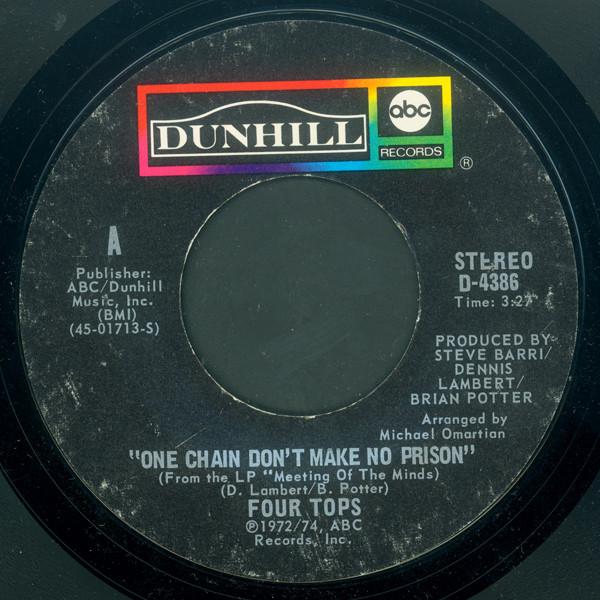 DUNHILL
abc
RECORDS
®
A
Publisher:
ABC/Dunhill
Music, Inc.
(BMI)
(45-01713-S)
STEREO
D-4386
Time: 3:27
PRODUCED BY
STEVE BARRI/
DENNIS
LAMBERT/
BRIAN POTTER
Arranged by
Michael Omartian
"ONE CHAIN DON'T MAKE NO PRISON"
(From the LP "Meeting Of The Minds)
(D. Lambert/B. Potter)
FOUR TOPS
℗1972/74, ABC
Records, Inc.